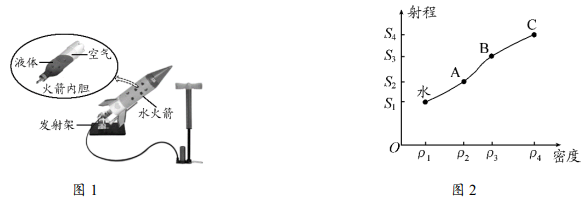 液体
空气
火箭内胆
水火箭
发射架
图 1
射程
S₄
S₃
S₂
S₁
水
A
B
C
O
ρ₁
ρ₂
ρ₃
ρ₄
密度
图 2